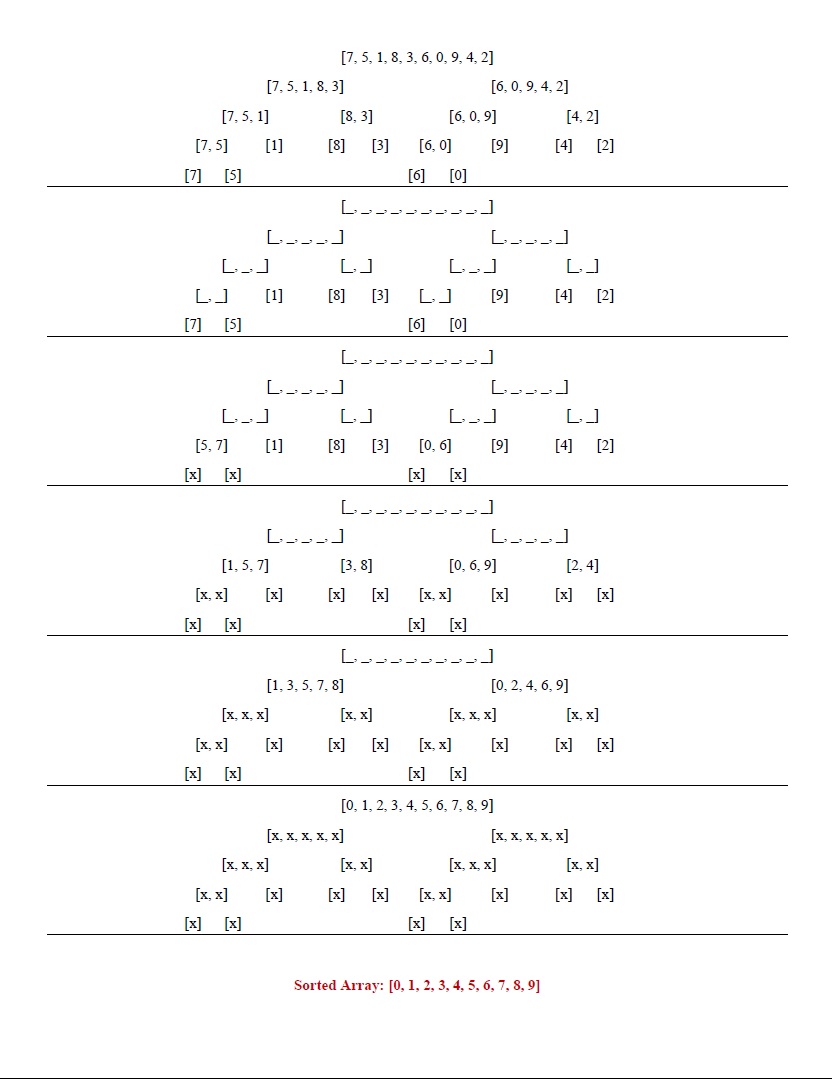 [7, 5, 1, 8, 3, 6, 0, 9, 4, 2]
[7, 5, 1, 8, 3] [6, 0, 9, 4, 2]
[7, 5, 1] [8, 3] [6, 0, 9] [4, 2]
[7, 5] [1] [8] [3] [6, 0] [9] [4] [2]
[7] [5] [6] [0]
[_, _, _, _, _, _, _, _, _, _]
[_, _, _, _, _] [_, _, _, _, _]
[_, _, _] [_, _] [_, _, _] [_, _]
[_, _] [1] [8] [3] [_, _] [9] [4] [2]
[7] [5] [6] [0]
[_, _, _, _, _, _, _, _, _, _]
[_, _, _, _, _] [_, _, _, _, _]
[_, _, _] [_, _] [_, _, _] [_, _]
[5, 7] [1] [8] [3] [0, 6] [9] [4] [2]
[x] [x] [x] [x]
[_, _, _, _, _, _, _, _, _, _]
[_, _, _, _, _] [_, _, _, _, _]
[1, 5, 7] [3, 8] [0, 6, 9] [2, 4]
[x, x] [x] [x] [x] [x, x] [x] [x] [x]
[x] [x] [x] [x]
[_, _, _, _, _, _, _, _, _, _]
[1, 3, 5, 7, 8] [0, 2, 4, 6, 9]
[x, x, x] [x, x] [x, x, x] [x, x]
[x, x] [x] [x] [x] [x, x] [x] [x] [x]
[x] [x] [x] [x]
[0, 1, 2, 3, 4, 5, 6, 7, 8, 9]
[x, x, x, x, x] [x, x, x, x, x]
[x, x, x] [x, x] [x, x, x] [x, x]
[x, x] [x] [x] [x] [x, x] [x] [x] [x]
[x] [x] [x] [x]
Sorted Array: [0, 1, 2, 3, 4, 5, 6, 7, 8, 9]